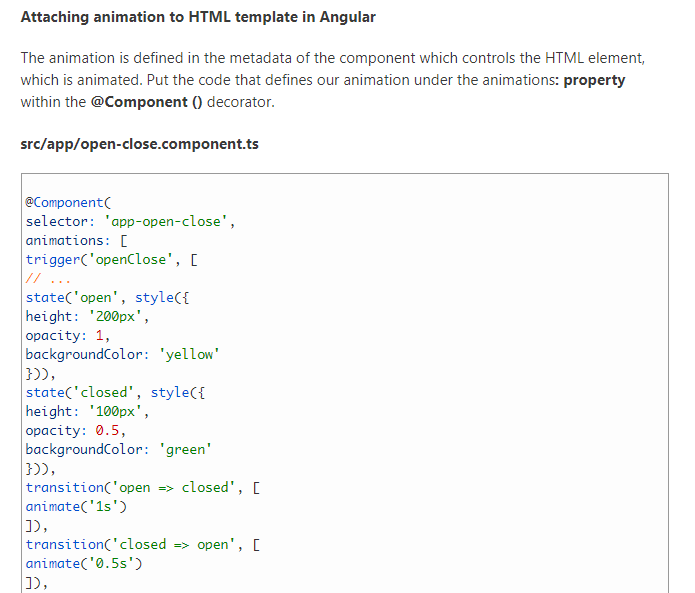 Attaching animation to HTML template in Angular
The animation is defined in the metadata of the component which controls the HTML element,
which is animated. Put the code that defines our animation under the animations: property
within the @Component () decorator.
src/app/open-close.component.ts
@Component(
selector: 'app-open-close',
animations: [
trigger('openClose', [
// ...
state('open', style({
height: '200px',
opacity: 1,
backgroundColor: 'yellow'
})),
state('closed', style({
height: '100px',
opacity: 0.5,
backgroundColor: 'green'
})),
transition('open => closed', [
animate('1s')
]),
transition('closed => open', [
animate('0.5s')
]),